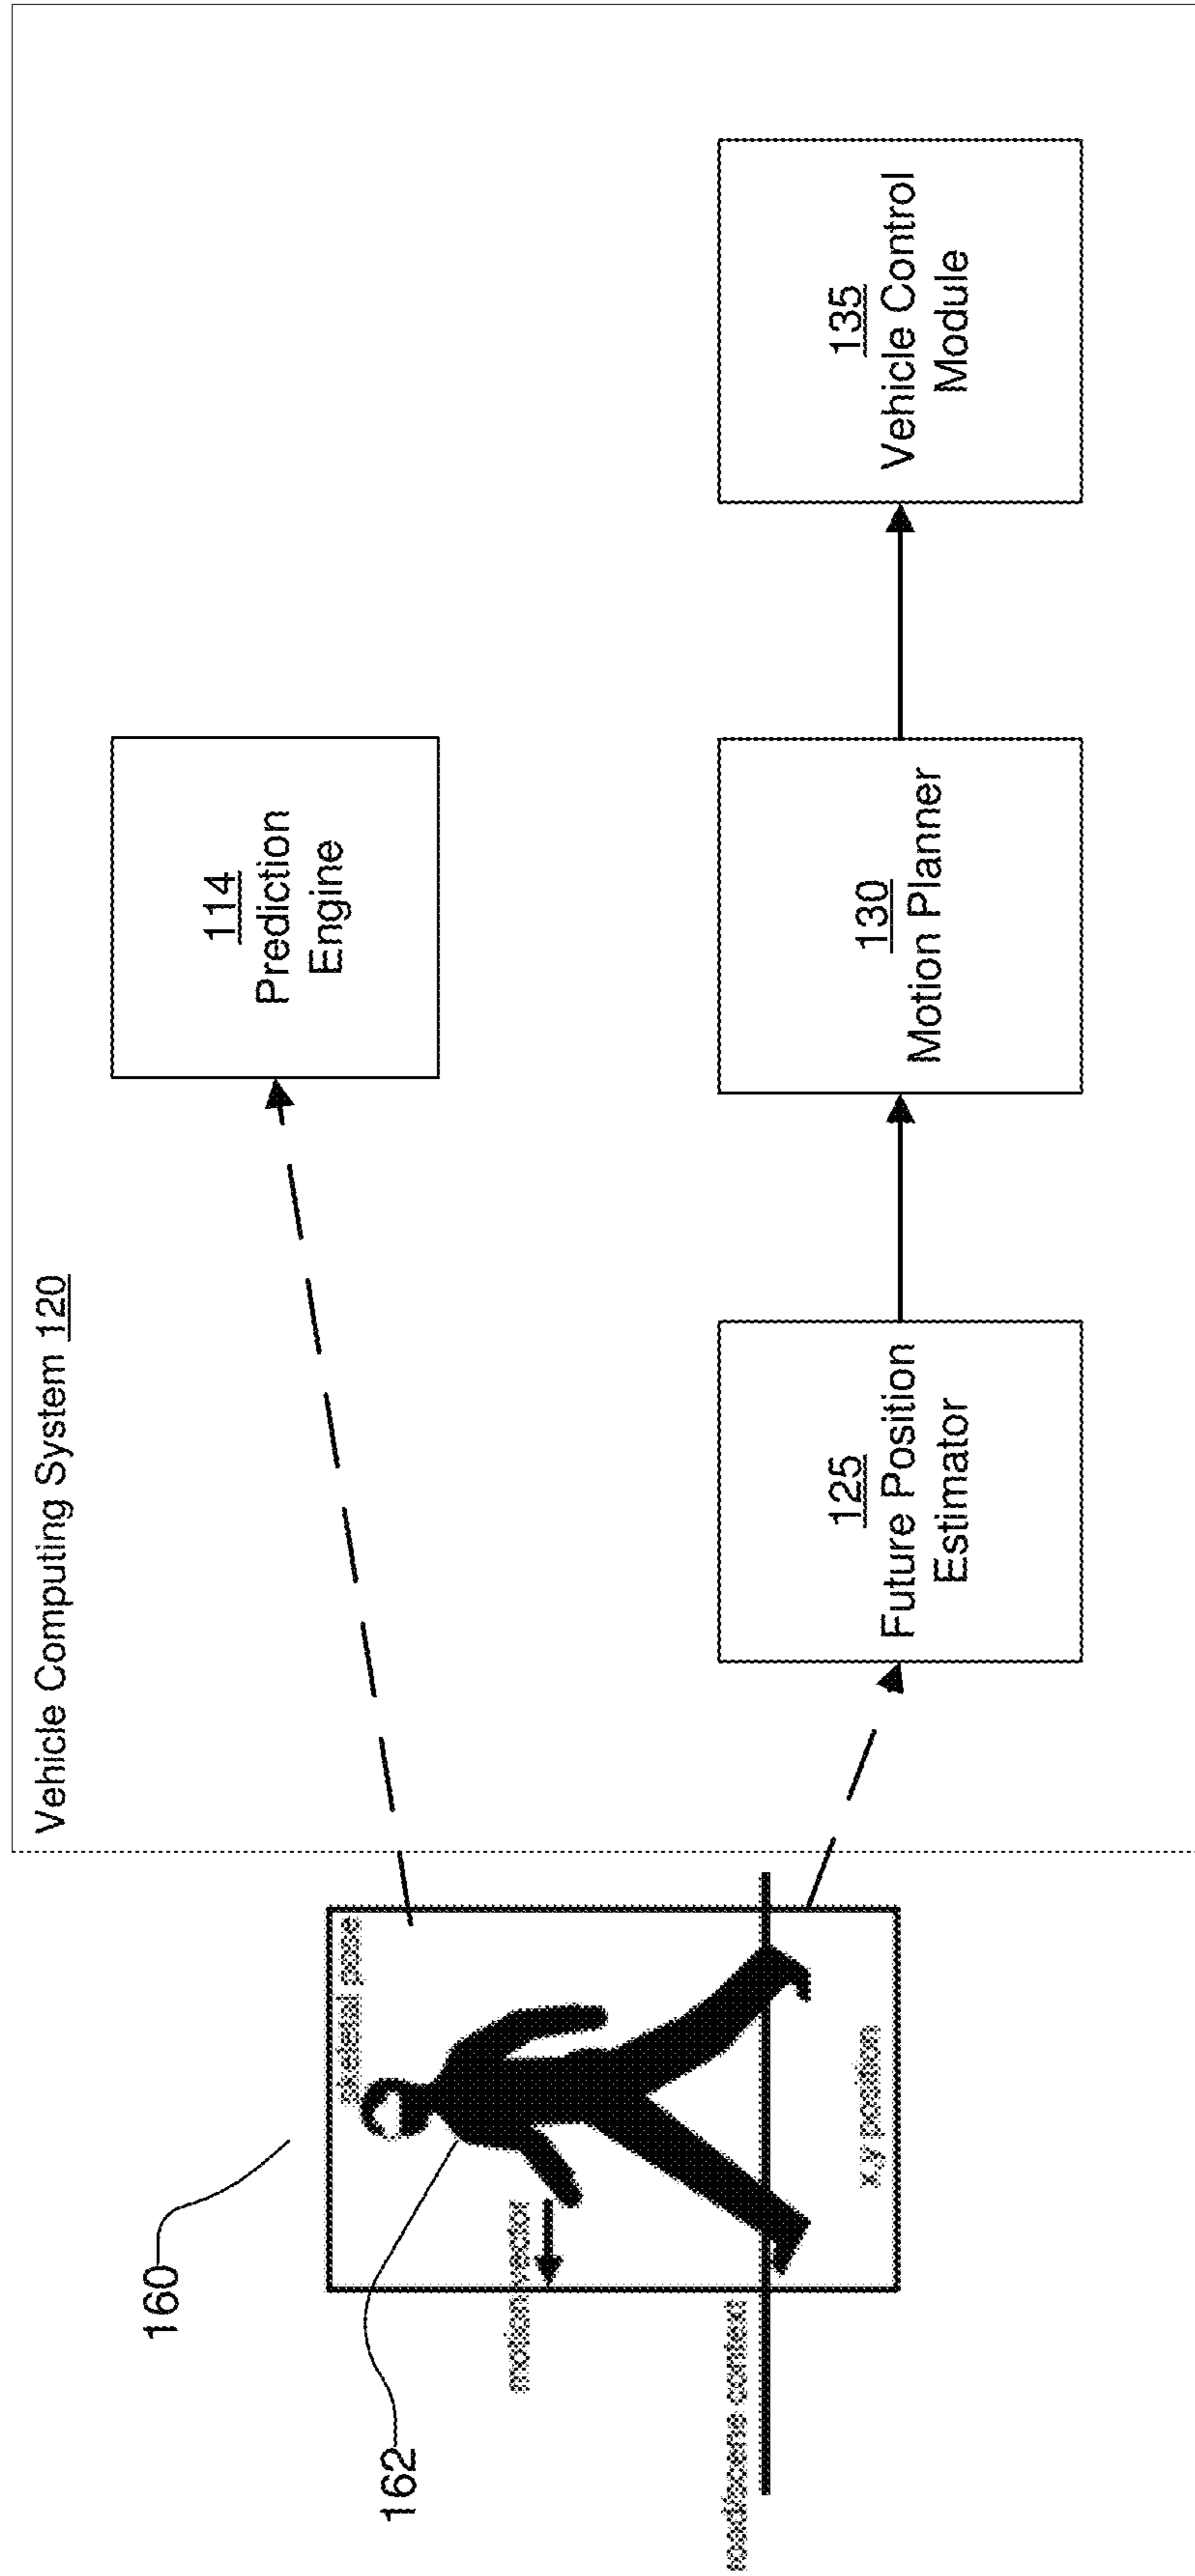 Vehicle Computing System 120
160
162
skeletal pose
motion vector
road/scene context
x,y position
114
Prediction
Engine
125
Future Position
Estimator
130
Motion Planner
135
Vehicle Control
Module